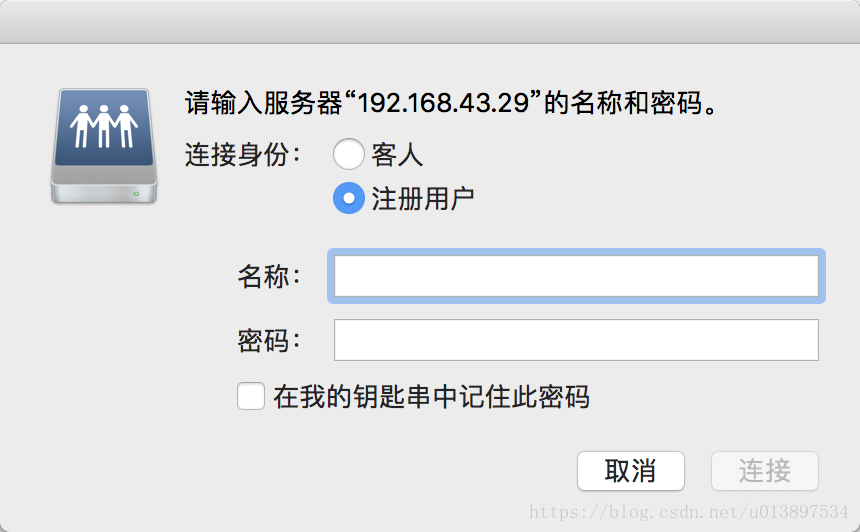 请输入服务器“192.168.43.29”的名称和密码。
连接身份： 客人
注册用户
名称：
密码：
在我的钥匙串中记住此密码
取消 连接
https://blog.csdn.net/u013897534